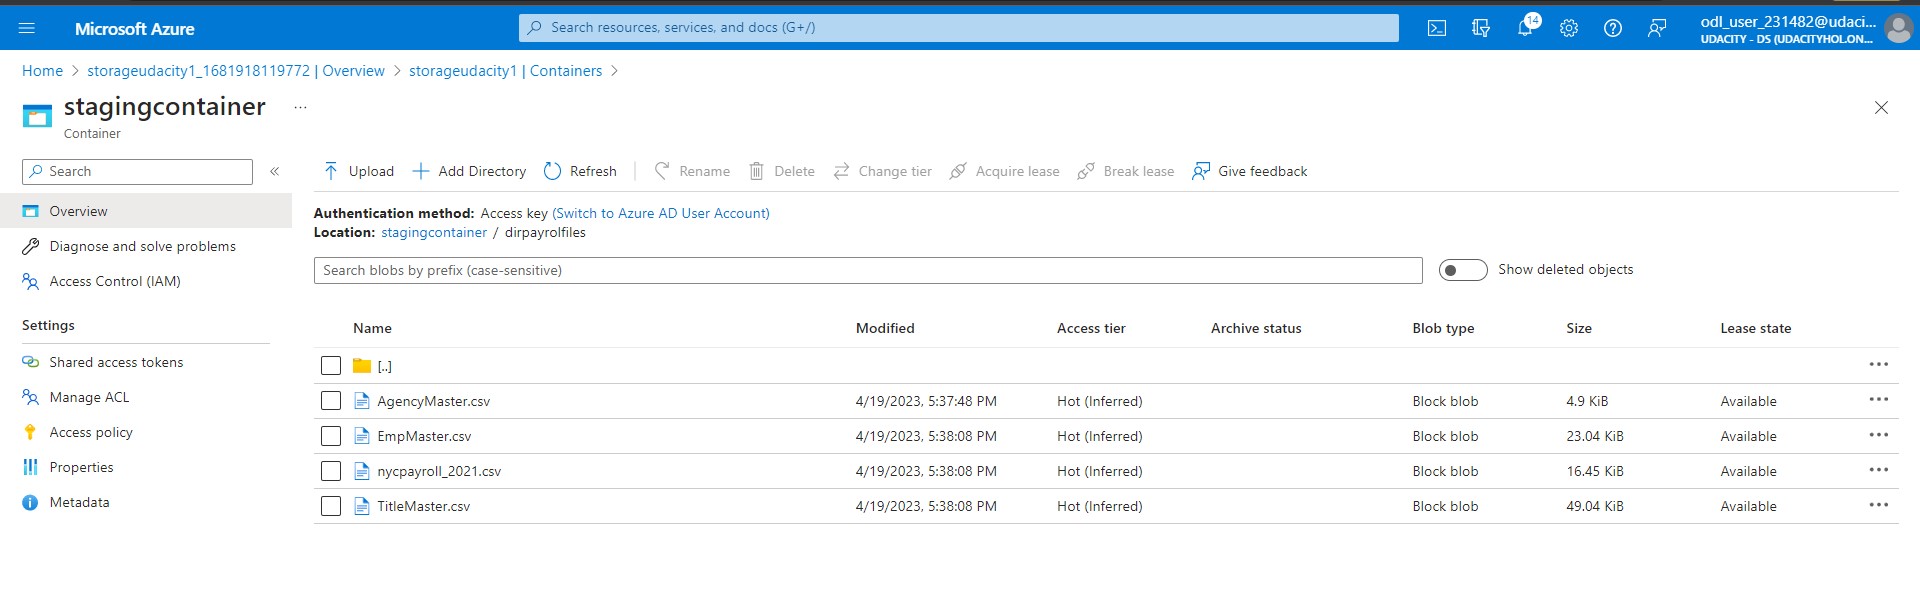 Microsoft Azure
Search resources, services, and docs (G+/)
14
odl_user_231482@udaci...
UDACITY - DS (UDACITYHOL.ON...
Home > storageudacity1_1681918119772 | Overview > storageudacity1 | Containers >
stagingcontainer ...
Container
Search «
Upload Add Directory Refresh Rename Delete Change tier Acquire lease Break lease Give feedback
Overview
Diagnose and solve problems
Access Control (IAM)
Settings
Shared access tokens
Manage ACL
Access policy
Properties
Metadata
Authentication method: Access key (Switch to Azure AD User Account)
Location: stagingcontainer / dirpayrolfiles
Search blobs by prefix (case-sensitive)
Show deleted objects
Name Modified Access tier Archive status Blob type Size Lease state
[..] ...
AgencyMaster.csv 4/19/2023, 5:37:48 PM Hot (Inferred) Block blob 4.9 KiB Available ...
EmpMaster.csv 4/19/2023, 5:38:08 PM Hot (Inferred) Block blob 23.04 KiB Available ...
nycpayroll_2021.csv 4/19/2023, 5:38:08 PM Hot (Inferred) Block blob 16.45 KiB Available ...
TitleMaster.csv 4/19/2023, 5:38:08 PM Hot (Inferred) Block blob 49.04 KiB Available ...